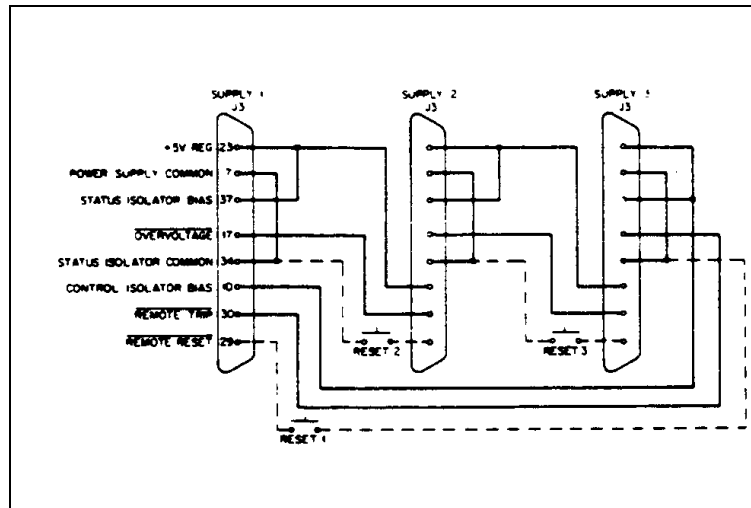 SUPPLY 1
J3
SUPPLY 2
J3
SUPPLY 3
J3
+5V REG 23
POWER SUPPLY COMMON 7
STATUS ISOLATOR BIAS 37
OVERVOLTAGE 17
STATUS ISOLATOR COMMON 34
CONTROL ISOLATOR BIAS 10
REMOTE TRIP 30
REMOTE RESET 29
RESET 2
RESET 3
RESET 1